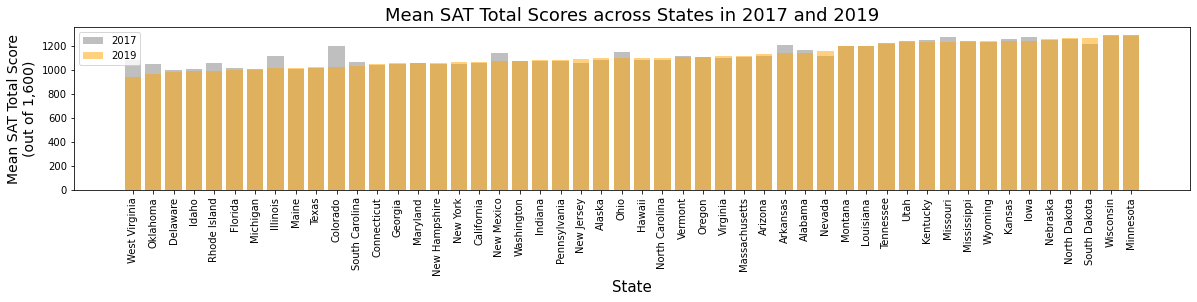 Mean SAT Total Scores across States in 2017 and 2019
2017
2019
Mean SAT Total Score
(out of 1,600)
1200
1000
800
600
400
200
0
West Virginia
Oklahoma
Delaware
Idaho
Rhode Island
Florida
Michigan
Illinois
Maine
Texas
Colorado
South Carolina
Connecticut
Georgia
Maryland
New Hampshire
New York
California
New Mexico
Washington
Indiana
Pennsylvania
New Jersey
Alaska
Ohio
Hawaii
North Carolina
Vermont
Oregon
Virginia
Massachusetts
Arizona
Arkansas
Alabama
Nevada
Montana
Louisiana
Tennessee
Utah
Kentucky
Missouri
Mississippi
Wyoming
Kansas
Iowa
Nebraska
North Dakota
South Dakota
Wisconsin
Minnesota
State